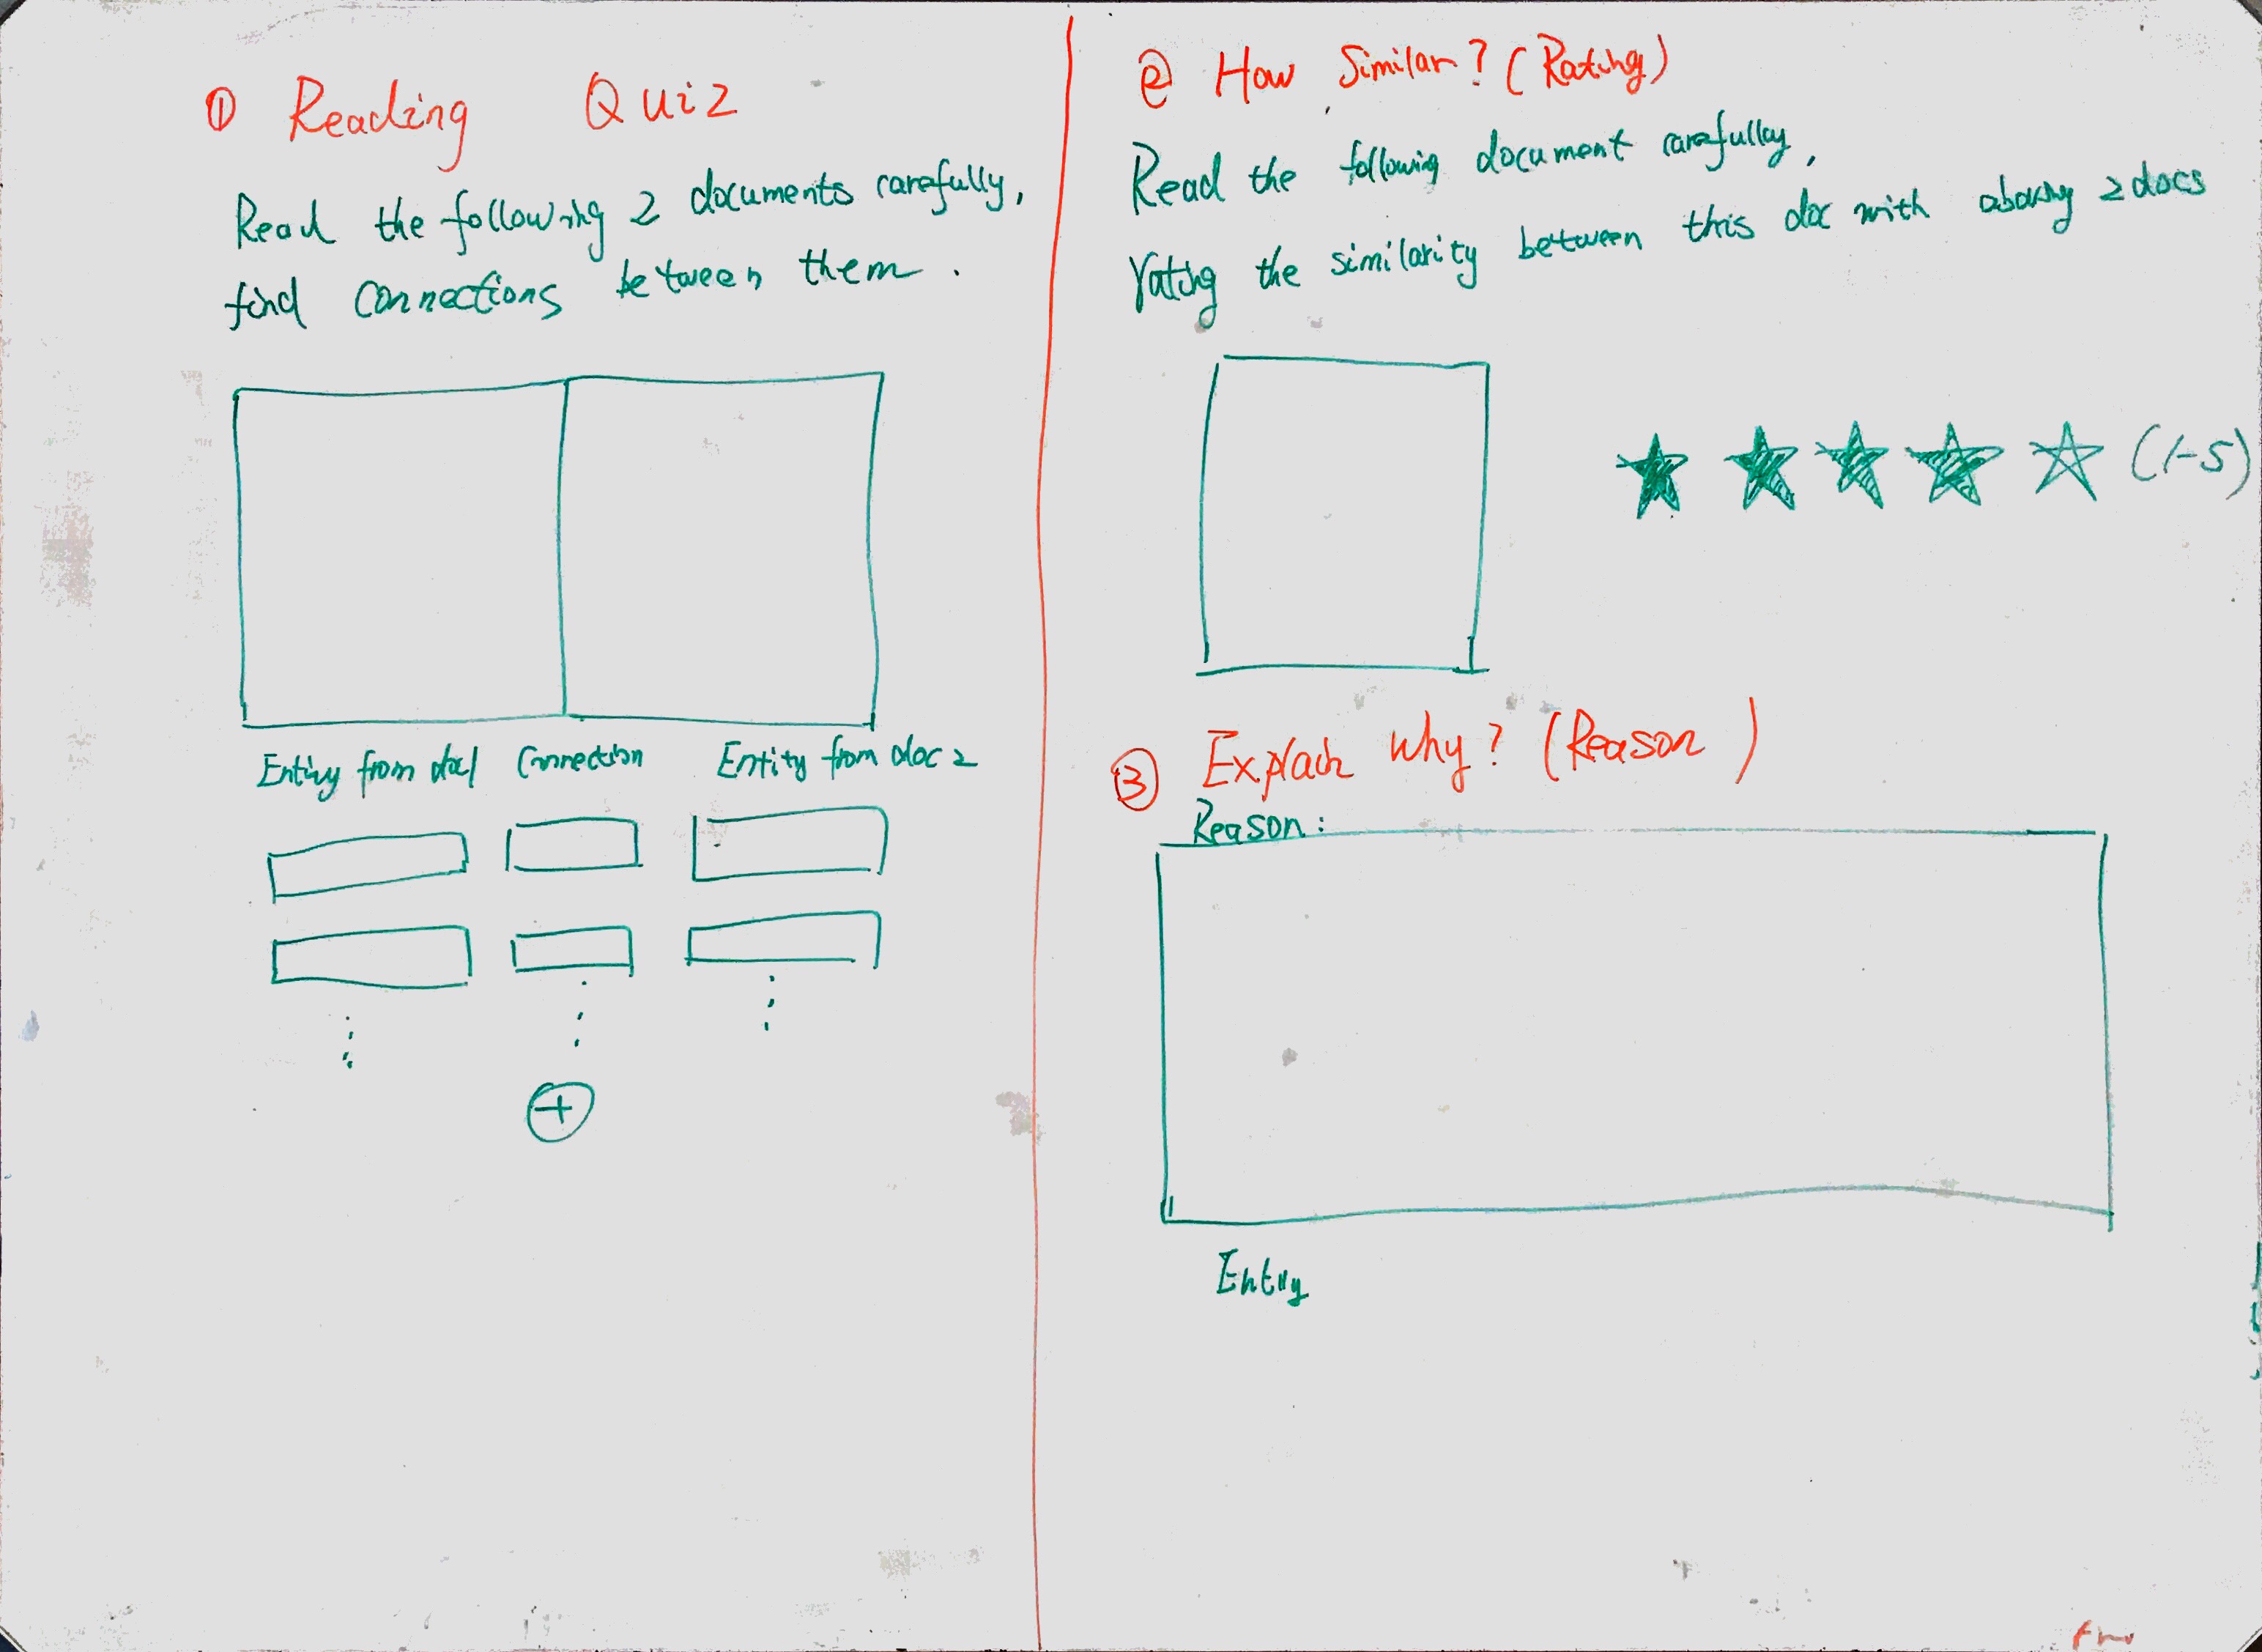 ① Reading Quiz
Read the following 2 documents carefully,
find connections between them.
Entity from doc1 Connection Entity from doc 2
+
② How Similar? (Rating)
Read the following document carefully,
rating the similarity between this doc with 2 docs
(1-5)
③ Explain Why? (Reason)
Reason:
Entity